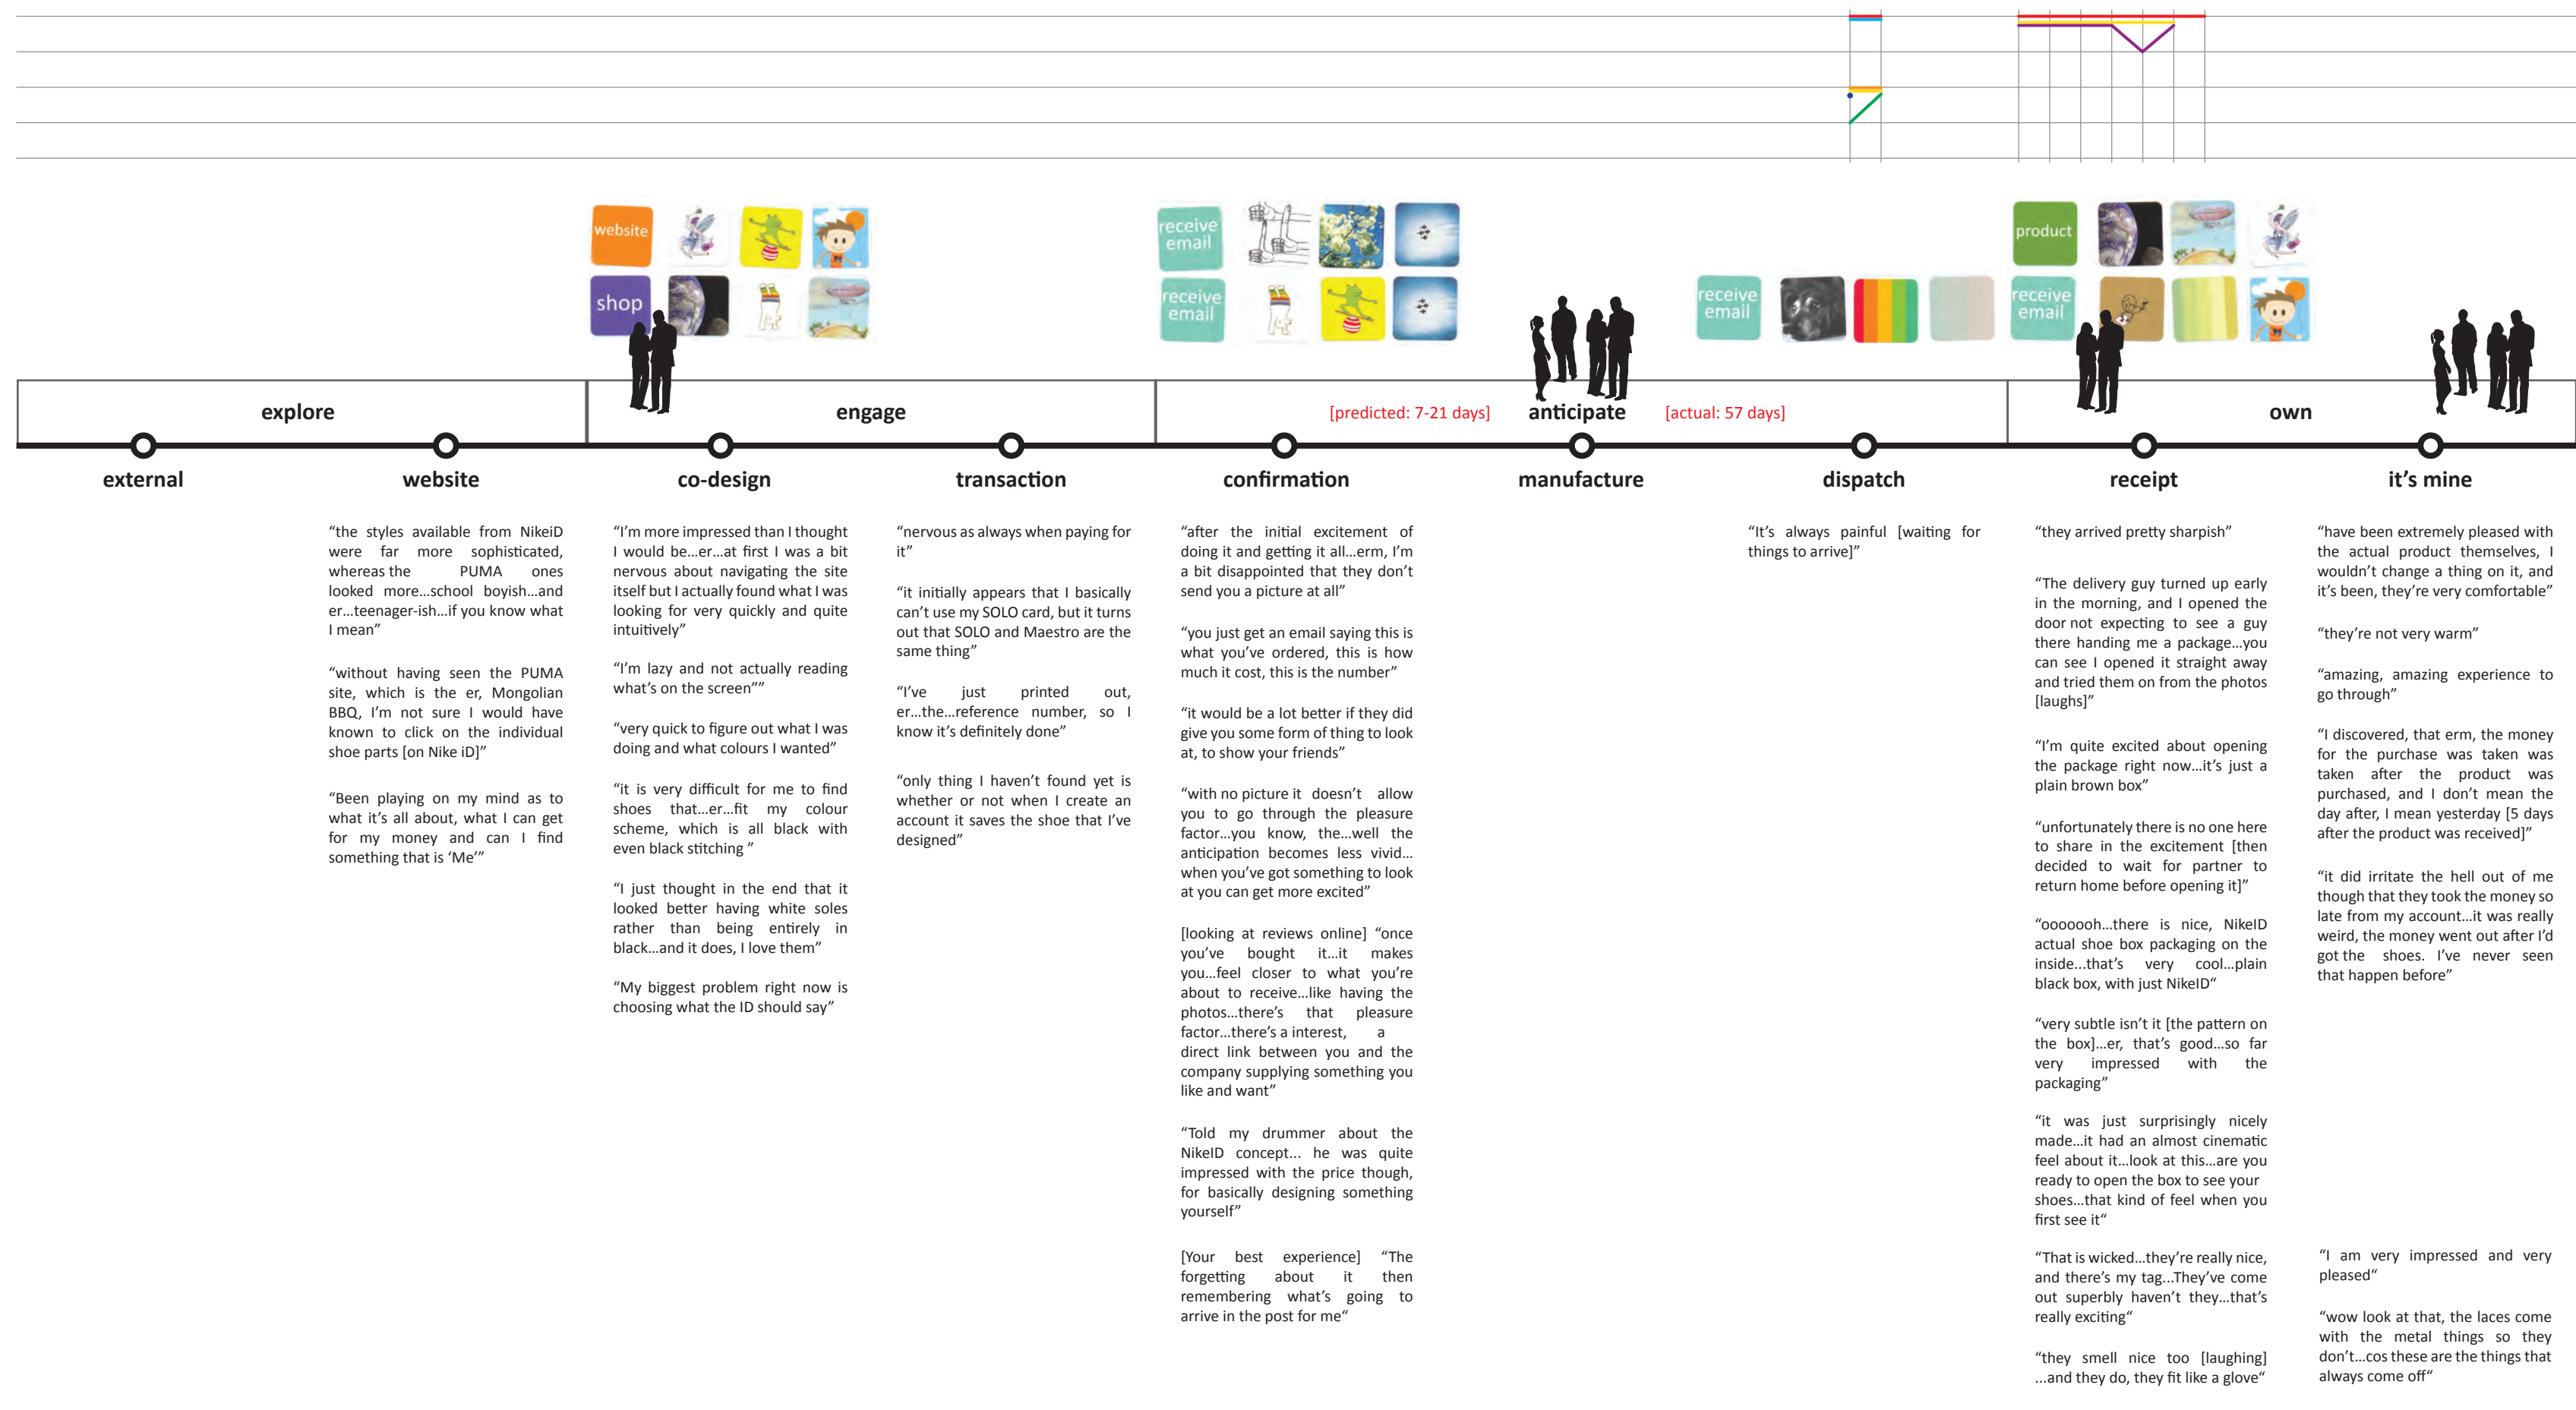 website
shop
receive
email
receive
email
receive
email
product
receive
email
explore
engage
[predicted: 7-21 days]
anticipate
[actual: 57 days]
own
external
website
co-design
transaction
confirmation
manufacture
dispatch
receipt
it’s mine
“the styles available from NikeiD
were far more sophisticated,
whereas the PUMA ones
looked more...school boyish...and
er...teenager-ish...if you know what
I mean”
“without having seen the PUMA
site, which is the er, Mongolian
BBQ, I’m not sure I would have
known to click on the individual
shoe parts [on Nike iD]”
“Been playing on my mind as to
what it’s all about, what I can get
for my money and can I find
something that is ‘Me’”
“I’m more impressed than I thought
I would be...er...at first I was a bit
nervous about navigating the site
itself but I actually found what I was
looking for very quickly and quite
intuitively”
“I’m lazy and not actually reading
what’s on the screen””
“very quick to figure out what I was
doing and what colours I wanted”
“it is very difficult for me to find
shoes that...er...fit my colour
scheme, which is all black with
even black stitching ”
“I just thought in the end that it
looked better having white soles
rather than being entirely in
black...and it does, I love them”
“My biggest problem right now is
choosing what the ID should say”
“nervous as always when paying for
it”
“it initially appears that I basically
can’t use my SOLO card, but it turns
out that SOLO and Maestro are the
same thing”
“I’ve just printed out,
er...the...reference number, so I
know it’s definitely done”
“only thing I haven’t found yet is
whether or not when I create an
account it saves the shoe that I’ve
designed”
“after the initial excitement of
doing it and getting it all...erm, I’m
a bit disappointed that they don’t
send you a picture at all”
“you just get an email saying this is
what you’ve ordered, this is how
much it cost, this is the number”
“it would be a lot better if they did
give you some form of thing to look
at, to show your friends”
“with no picture it doesn’t allow
you to go through the pleasure
factor...you know, the...well the
anticipation becomes less vivid...
when you’ve got something to look
at you can get more excited”
[looking at reviews online] “once
you’ve bought it...it makes
you...feel closer to what you’re
about to receive...like having the
photos...there’s that pleasure
factor...there’s a interest, a
direct link between you and the
company supplying something you
like and want”
“Told my drummer about the
NikeID concept... he was quite
impressed with the price though,
for basically designing something
yourself”
[Your best experience] “The
forgetting about it then
remembering what’s going to
arrive in the post for me“
“It’s always painful [waiting for
things to arrive]”
“they arrived pretty sharpish”
“The delivery guy turned up early
in the morning, and I opened the
door not expecting to see a guy
there handing me a package...you
can see I opened it straight away
and tried them on from the photos
[laughs]”
“I’m quite excited about opening
the package right now...it’s just a
plain brown box”
“unfortunately there is no one here
to share in the excitement [then
decided to wait for partner to
return home before opening it]”
“ooooooh...there is nice, NikeID
actual shoe box packaging on the
inside...that’s very cool...plain
black box, with just NikeID“
“very subtle isn’t it [the pattern on
the box]...er, that’s good...so far
very impressed with the
packaging”
“it was just surprisingly nicely
made...it had an almost cinematic
feel about it...look at this...are you
ready to open the box to see your
shoes...that kind of feel when you
first see it“
“That is wicked...they’re really nice,
and there’s my tag...They’ve come
out superbly haven’t they...that’s
really exciting“
“they smell nice too [laughing]
...and they do, they fit like a glove“
“have been extremely pleased with
the actual product themselves, I
wouldn’t change a thing on it, and
it’s been, they’re very comfortable”
“they’re not very warm”
“amazing, amazing experience to
go through”
“I discovered, that erm, the money
for the purchase was taken was
taken after the product was
purchased, and I don’t mean the
day after, I mean yesterday [5 days
after the product was received]”
“it did irritate the hell out of me
though that they took the money so
late from my account...it was really
weird, the money went out after I’d
got the shoes. I’ve never seen
that happen before”
“I am very impressed and very
pleased“
“wow look at that, the laces come
with the metal things so they
don’t...cos these are the things that
always come off“